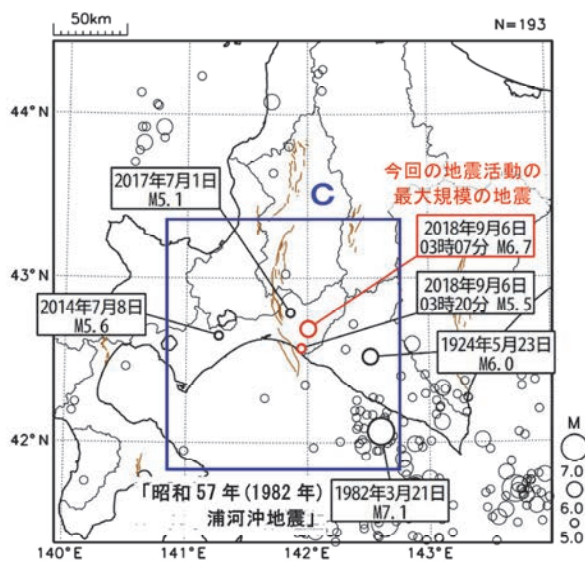 50km
N=193
44°N
今回の地震活動の
最大規模の地震
2017年7月1日
M5.1
C
2018年9月6日
03時07分 M6.7
43°N
2018年9月6日
03時20分 M5.5
2014年7月8日
M5.6
1924年5月23日
M6.0
42°N
M
7.0
6.0
5.0
「昭和57年(1982年)
浦河沖地震」
1982年3月21日
M7.1
140°E
141°E
142°E
143°E